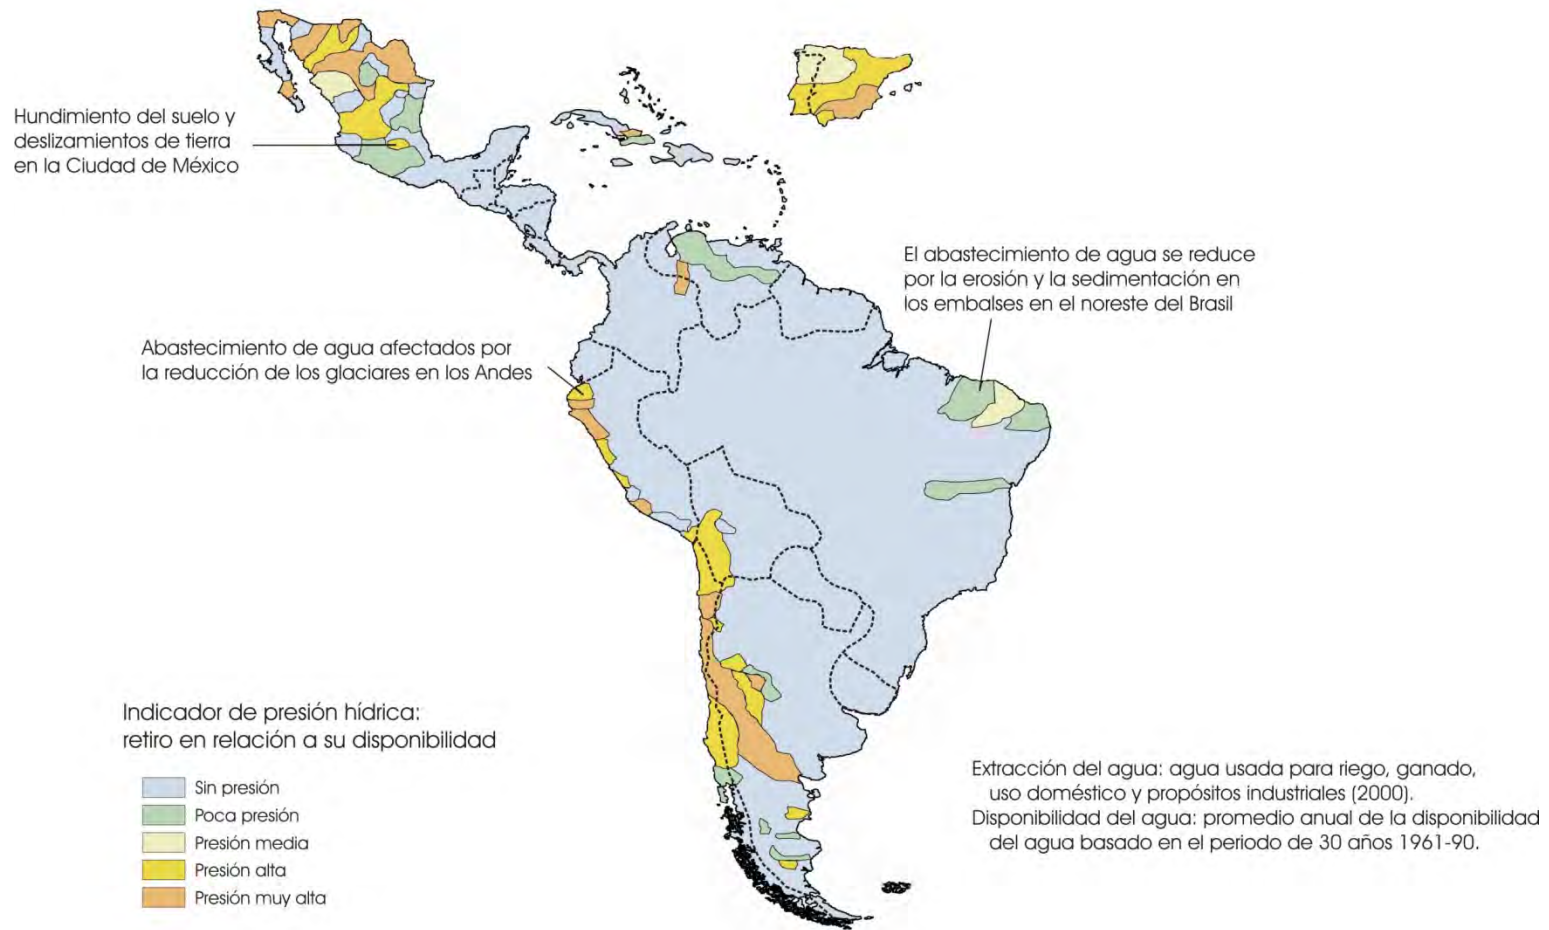 Hundimiento del suelo y
deslizamientos de tierra
en la Ciudad de México
El abastecimiento de agua se reduce
por la erosión y la sedimentación en
los embalses en el noreste del Brasil
Abastecimiento de agua afectados por
la reducción de los glaciares en los Andes
Indicador de presión hídrica:
retiro en relación a su disponibilidad
Sin presión
Poca presión
Presión media
Presión alta
Presión muy alta
Extracción del agua: agua usada para riego, ganado,
uso doméstico y propósitos industriales (2000).
Disponibilidad del agua: promedio anual de la disponibilidad
del agua basado en el periodo de 30 años 1961-90.